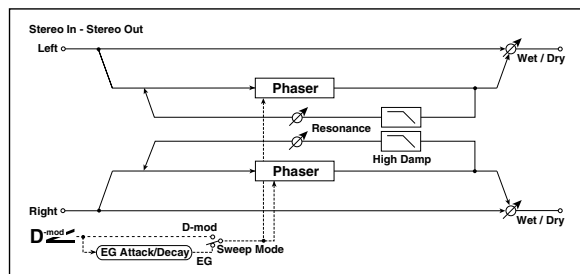 Stereo In - Stereo Out
Left
Wet / Dry
Phaser
Resonance
High Damp
Phaser
Right
Wet / Dry
D-mod
D-mod
Sweep Mode
EG Attack/Decay
EG